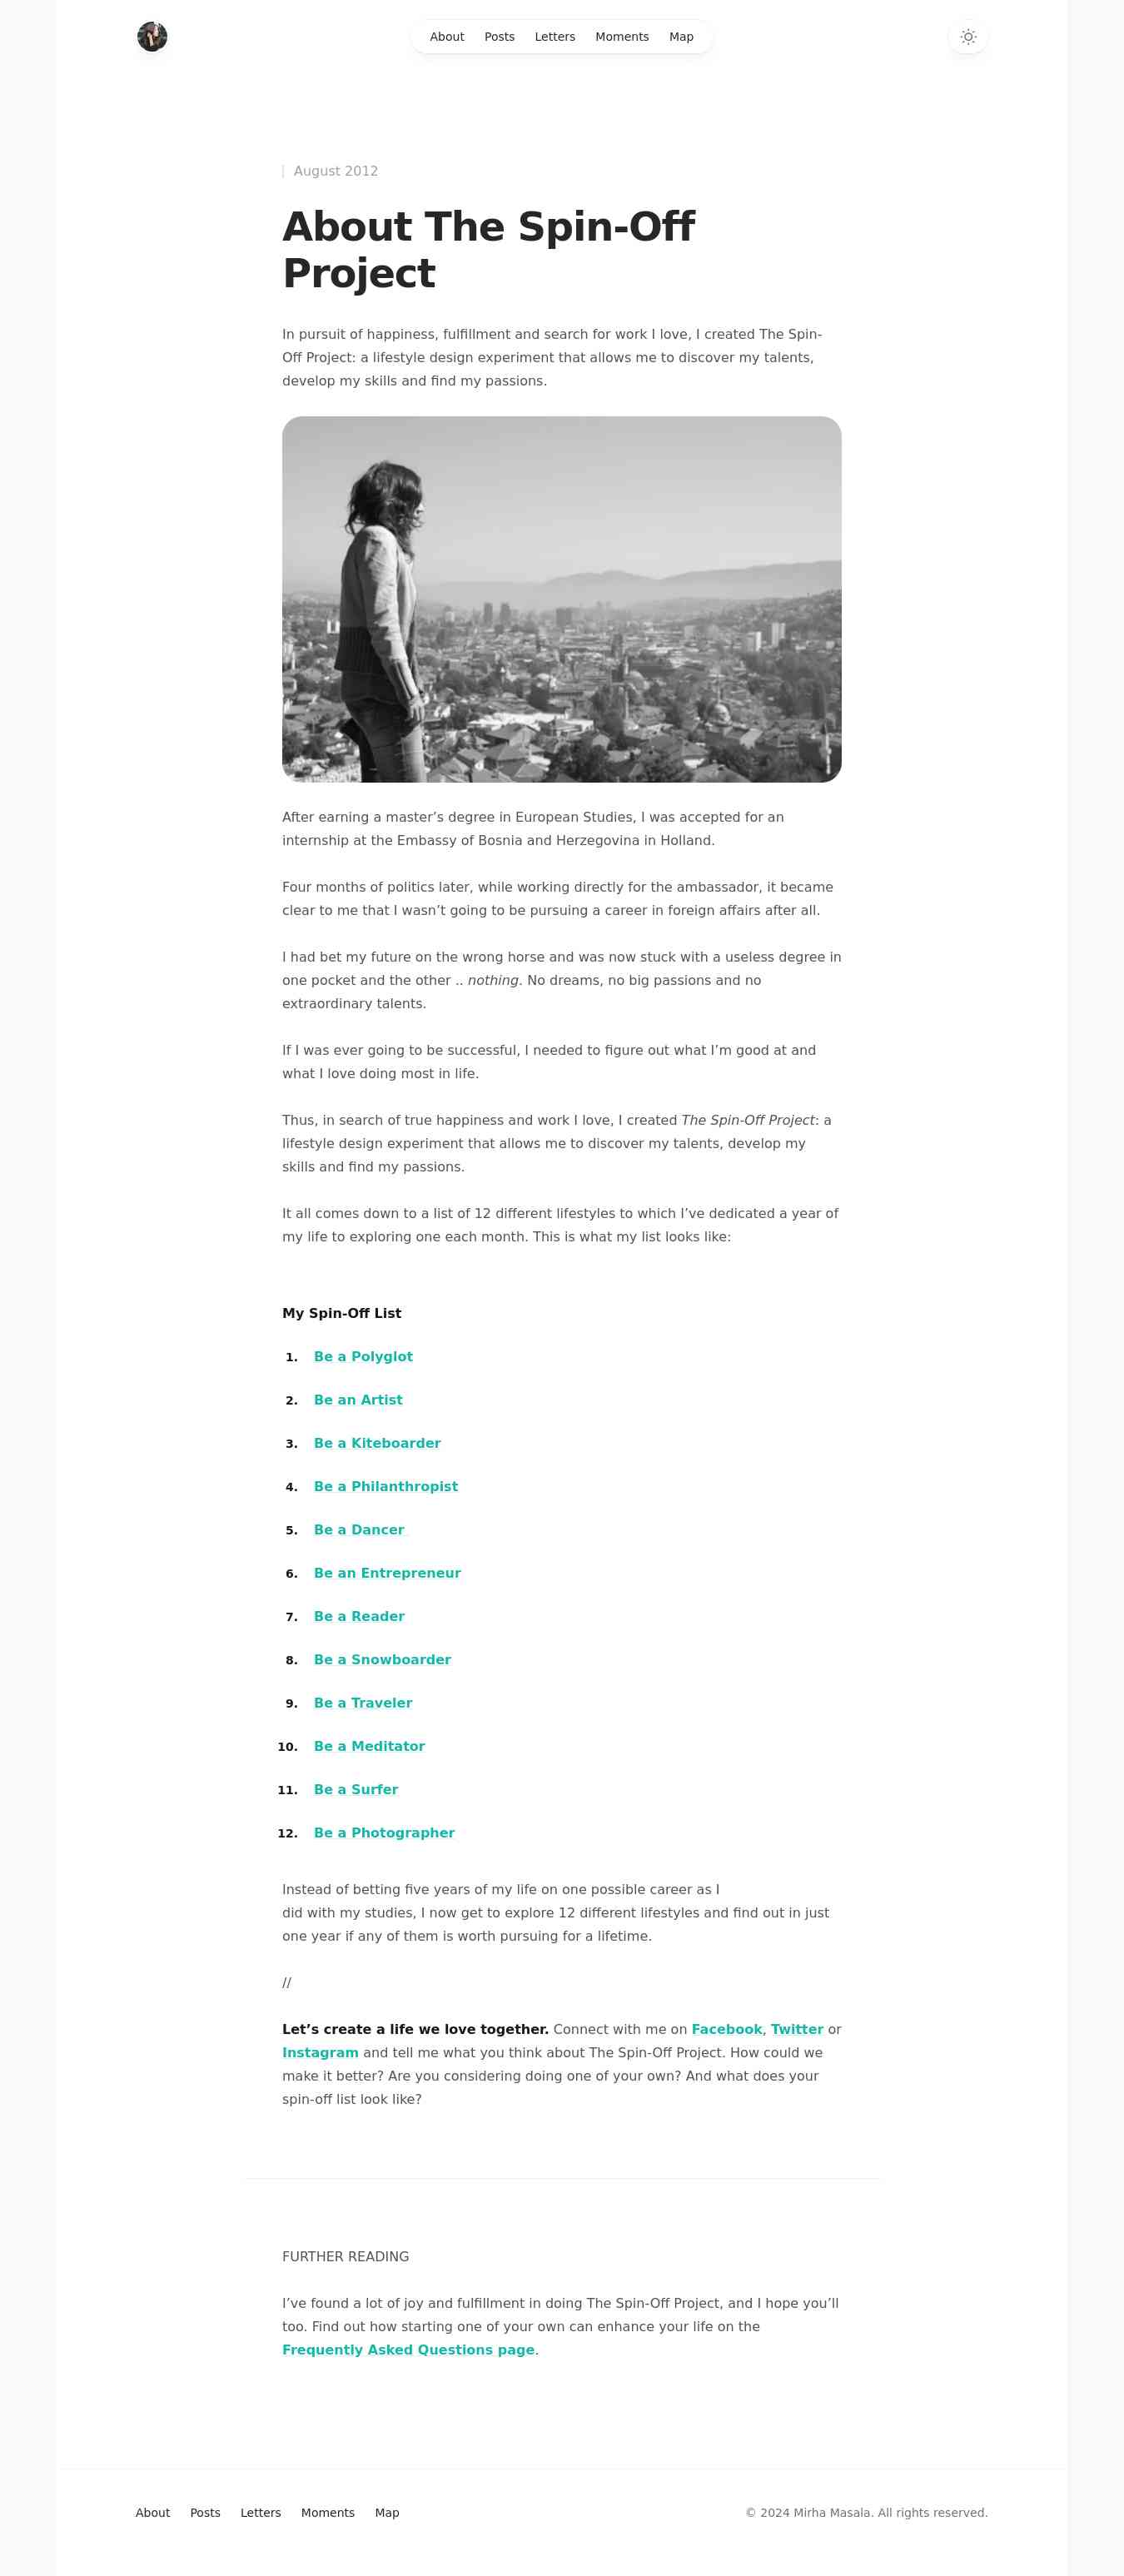 About Posts Letters Moments Map
August 2012
About The Spin-Off
Project
In pursuit of happiness, fulfillment and search for work I love, I created The Spin-
Off Project: a lifestyle design experiment that allows me to discover my talents,
develop my skills and find my passions.
After earning a master’s degree in European Studies, I was accepted for an
internship at the Embassy of Bosnia and Herzegovina in Holland.
Four months of politics later, while working directly for the ambassador, it became
clear to me that I wasn’t going to be pursuing a career in foreign affairs after all.
I had bet my future on the wrong horse and was now stuck with a useless degree in
one pocket and the other .. nothing. No dreams, no big passions and no
extraordinary talents.
If I was ever going to be successful, I needed to figure out what I’m good at and
what I love doing most in life.
Thus, in search of true happiness and work I love, I created The Spin-Off Project: a
lifestyle design experiment that allows me to discover my talents, develop my
skills and find my passions.
It all comes down to a list of 12 different lifestyles to which I’ve dedicated a year of
my life to exploring one each month. This is what my list looks like:
My Spin-Off List
1. Be a Polyglot
2. Be an Artist
3. Be a Kiteboarder
4. Be a Philanthropist
5. Be a Dancer
6. Be an Entrepreneur
7. Be a Reader
8. Be a Snowboarder
9. Be a Traveler
10. Be a Meditator
11. Be a Surfer
12. Be a Photographer
Instead of betting five years of my life on one possible career as I
did with my studies, I now get to explore 12 different lifestyles and find out in just
one year if any of them is worth pursuing for a lifetime.
//
Let’s create a life we love together. Connect with me on Facebook, Twitter or
Instagram and tell me what you think about The Spin-Off Project. How could we
make it better? Are you considering doing one of your own? And what does your
spin-off list look like?
FURTHER READING
I’ve found a lot of joy and fulfillment in doing The Spin-Off Project, and I hope you’ll
too. Find out how starting one of your own can enhance your life on the
Frequently Asked Questions page.
About Posts Letters Moments Map
© 2024 Mirha Masala. All rights reserved.